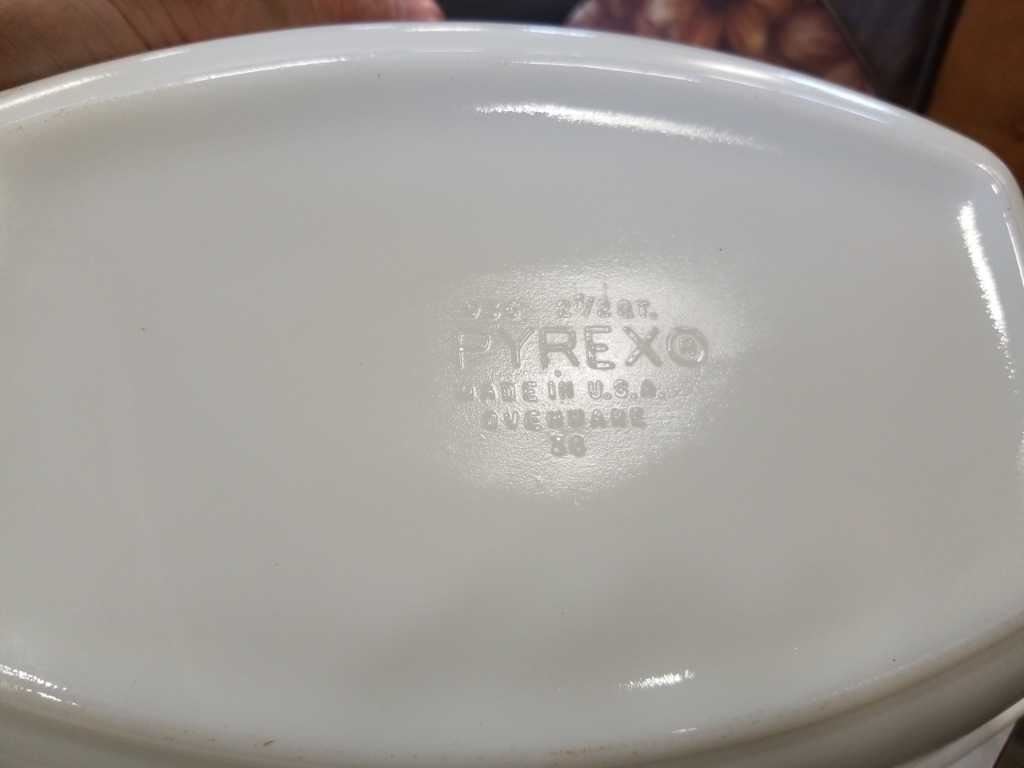 2½ QT.
PYREX®
MADE IN U.S.A.
OVENWARE